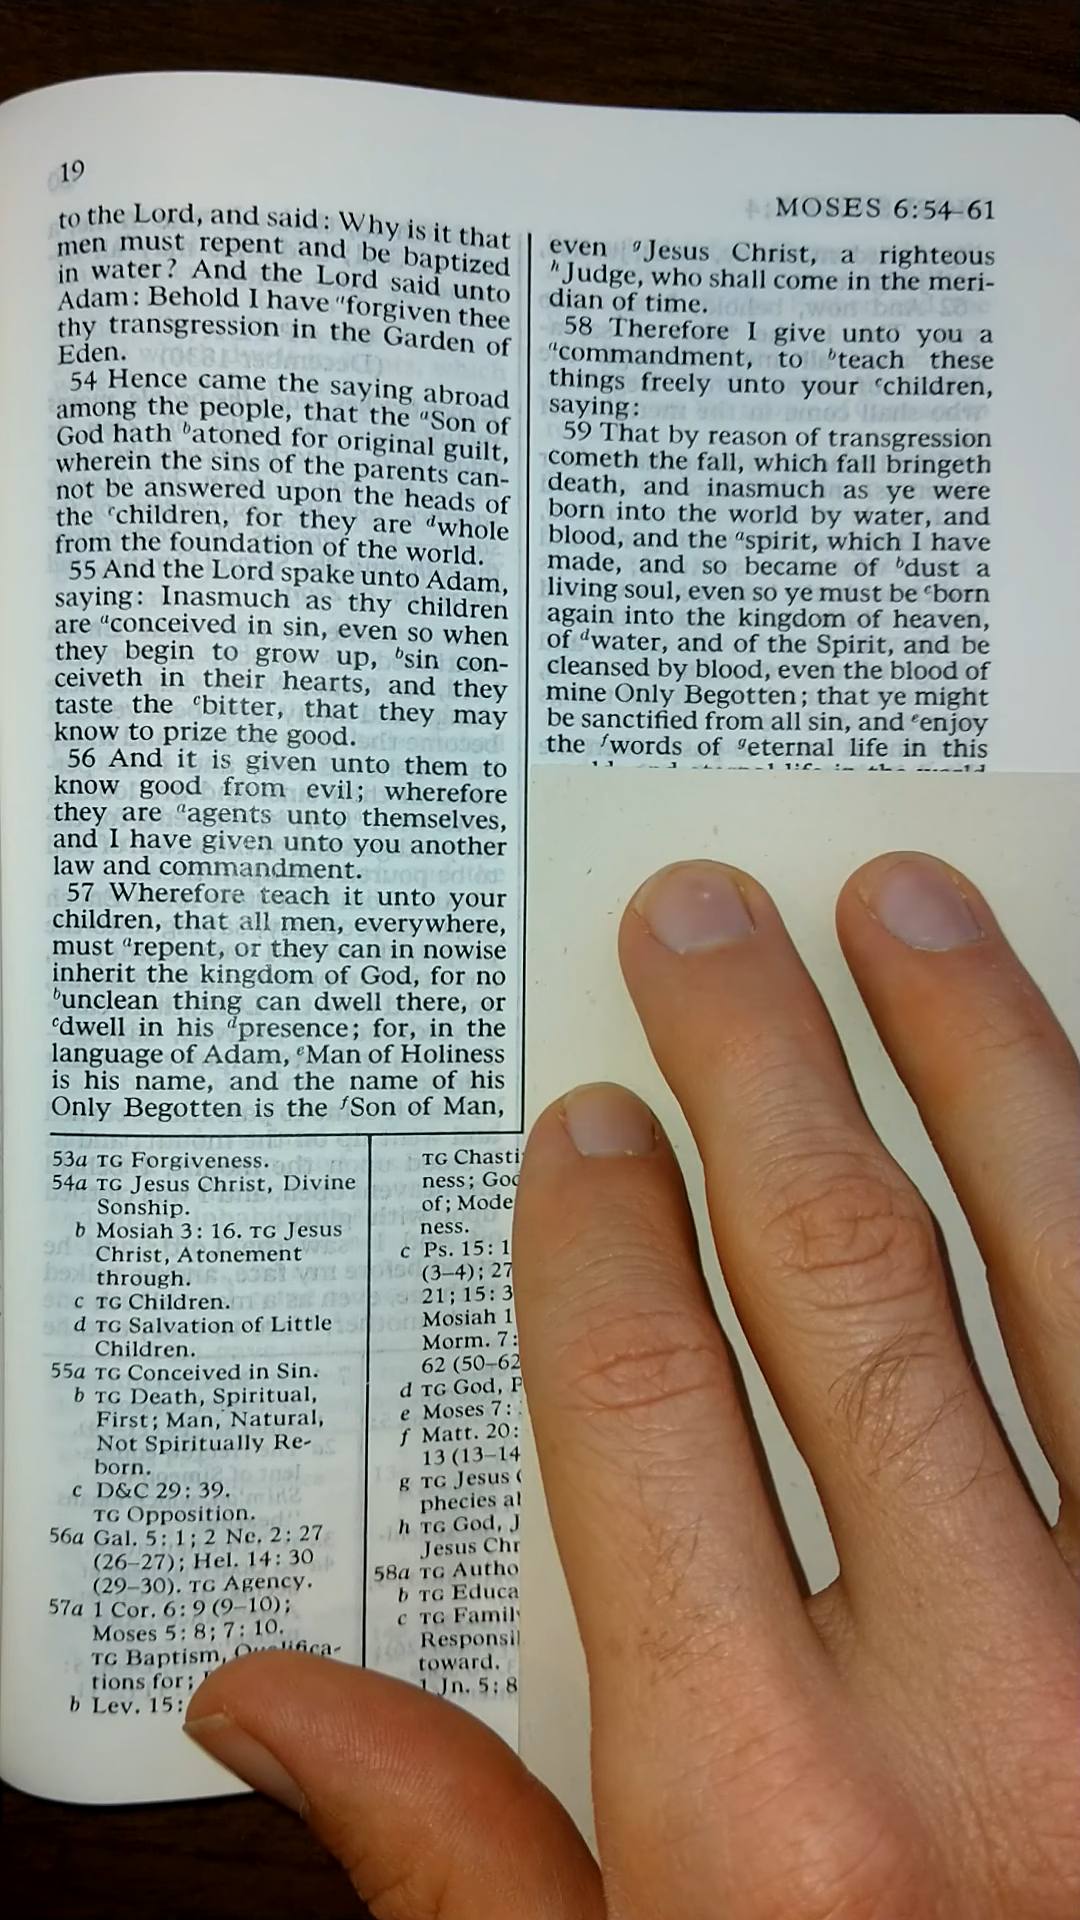 19
MOSES 6:54–61
to the Lord, and said: Why is it that
men must repent and be baptized
in water? And the Lord said unto
Adam: Behold I have ᵃforgiven thee
thy transgression in the Garden of
Eden.
54 Hence came the saying abroad
among the people, that the ᵃSon of
God hath ᵇatoned for original guilt,
wherein the sins of the parents can-
not be answered upon the heads of
the ᶜchildren, for they are ᵈwhole
from the foundation of the world.
55 And the Lord spake unto Adam,
saying: Inasmuch as thy children
are ᵃconceived in sin, even so when
they begin to grow up, ᵇsin con-
ceiveth in their hearts, and they
taste the ᶜbitter, that they may
know to prize the good.
56 And it is given unto them to
know good from evil; wherefore
they are ᵃagents unto themselves,
and I have given unto you another
law and commandment.
57 Wherefore teach it unto your
children, that all men, everywhere,
must ᵃrepent, or they can in nowise
inherit the kingdom of God, for no
ᵇunclean thing can dwell there, or
ᶜdwell in his ᵈpresence; for, in the
language of Adam, ᵉMan of Holiness
is his name, and the name of his
Only Begotten is the ᶠSon of Man,
even ᵍJesus Christ, a righteous
ʰJudge, who shall come in the meri-
dian of time.
58 Therefore I give unto you a
ᵃcommandment, to ᵇteach these
things freely unto your ᶜchildren,
saying:
59 That by reason of transgression
cometh the fall, which fall bringeth
death, and inasmuch as ye were
born into the world by water, and
blood, and the ᵃspirit, which I have
made, and so became of ᵇdust a
living soul, even so ye must be ᶜborn
again into the kingdom of heaven,
of ᵈwater, and of the Spirit, and be
cleansed by blood, even the blood of
mine Only Begotten; that ye might
be sanctified from all sin, and ᵉenjoy
the ᶠwords of ᵍeternal life in this
53a TG Forgiveness.
54a TG Jesus Christ, Divine
Sonship.
b Mosiah 3: 16. TG Jesus
Christ, Atonement
through.
c TG Children.
d TG Salvation of Little
Children.
55a TG Conceived in Sin.
b TG Death, Spiritual,
First; Man, Natural,
Not Spiritually Re-
born.
c D&C 29: 39.
TG Opposition.
56a Gal. 5: 1; 2 Ne. 2: 27
(26–27); Hel. 14: 30
(29–30). TG Agency.
57a 1 Cor. 6: 9 (9–10);
Moses 5: 8; 7: 10.
TG Baptism, Qualifica-
tions for;
b Lev. 15:
TG Chasti
ness; God
of; Mode
ness.
c Ps. 15: 1
(3–4); 27
21; 15: 3
Mosiah 1
Morm. 7:
62 (50–62
d TG God, P
e Moses 7:
f Matt. 20:
13 (13–14
g TG Jesus
phecies a
h TG God, J
Jesus Chr
58a TG Autho
b TG Educa
c TG Famil
Responsi
toward.
1 Jn. 5: 8